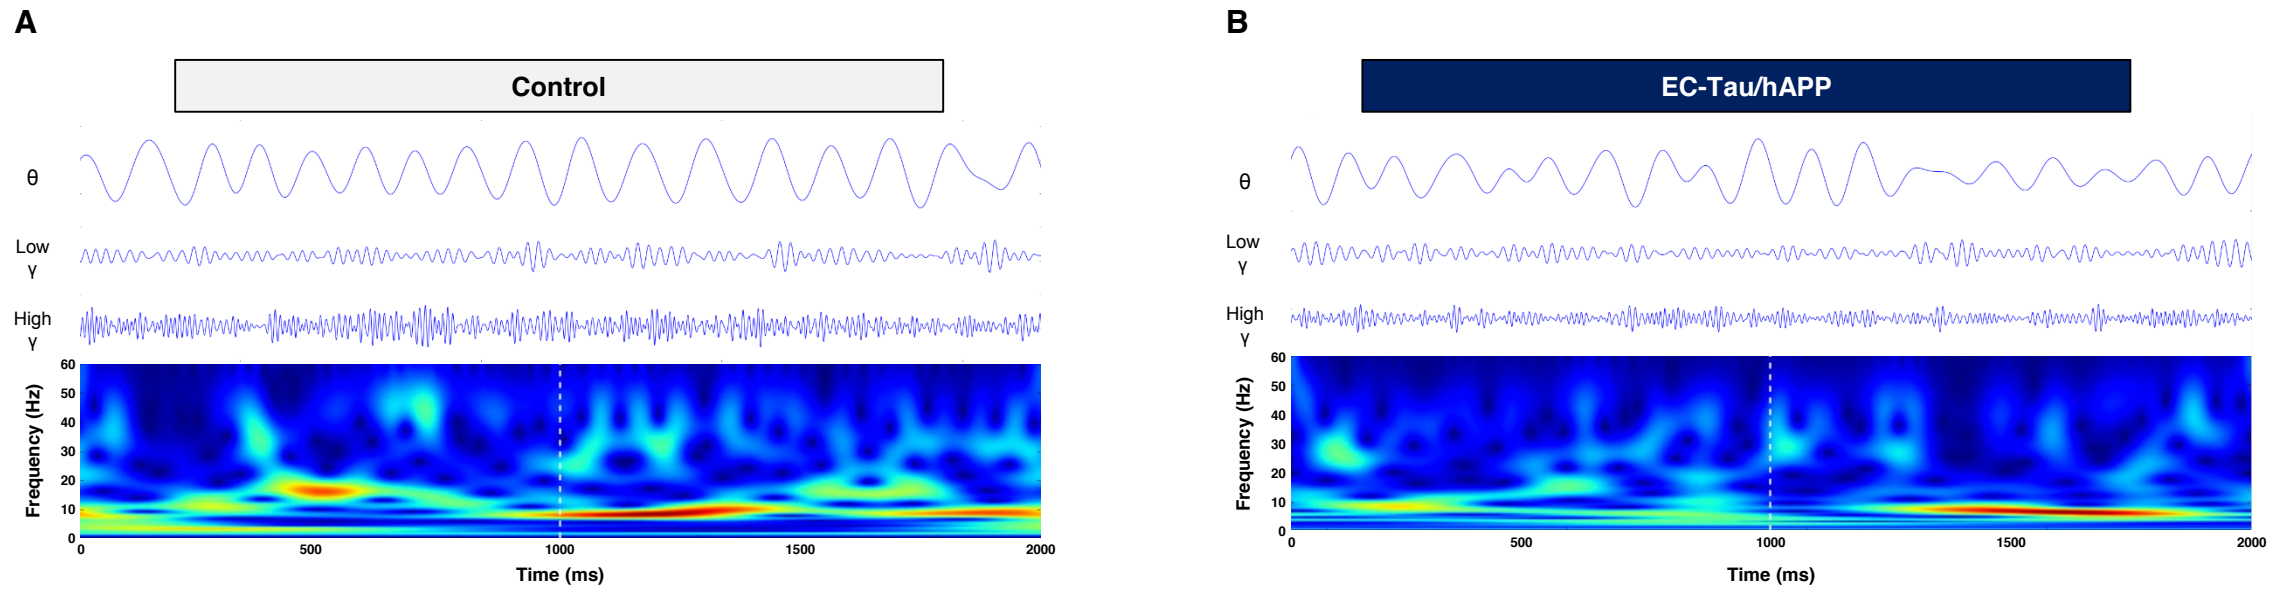 A
B
Control
EC-Tau/hAPP
θ
Low
γ
High
γ
60
50
40
30
20
10
0
Frequency (Hz)
0
500
1000
1500
2000
Time (ms)
θ
Low
γ
High
γ
60
50
40
30
20
10
0
Frequency (Hz)
0
500
1000
1500
2000
Time (ms)